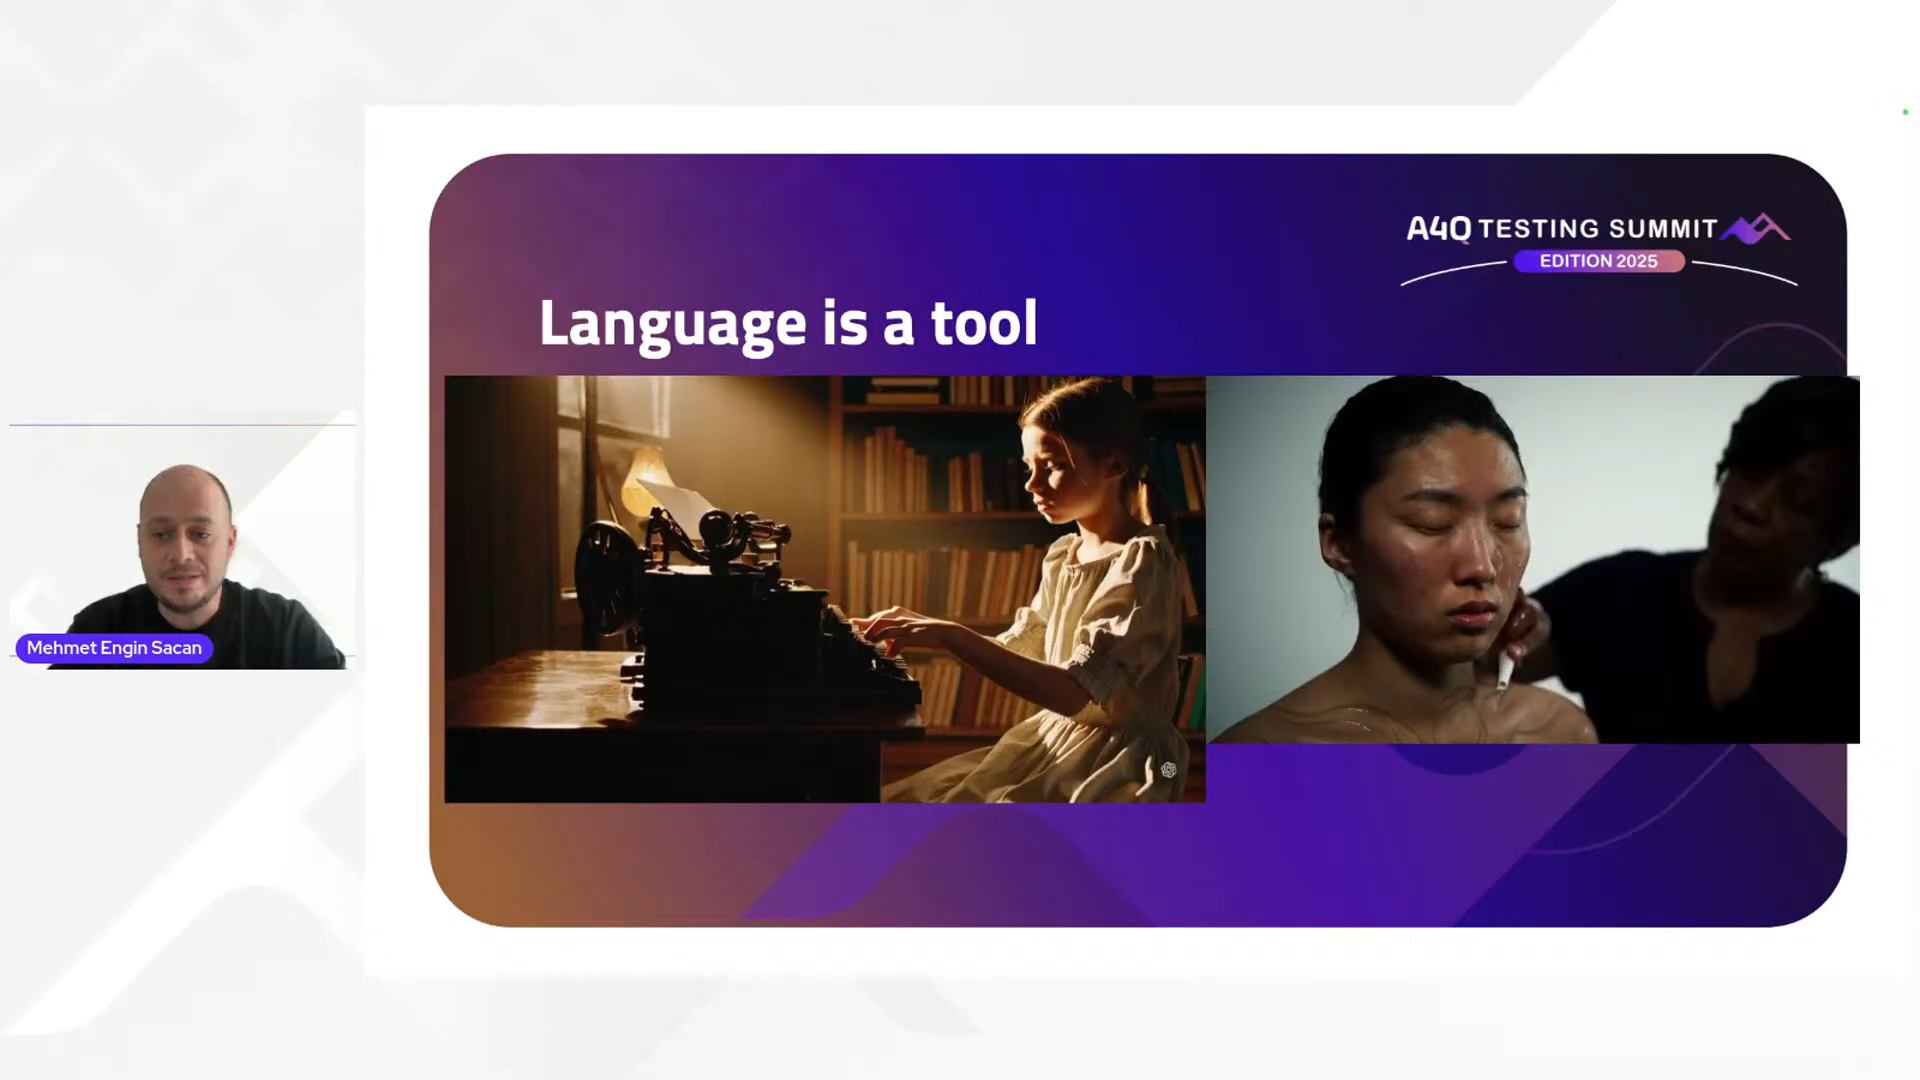 A4Q TESTING SUMMIT
EDITION 2025
Language is a tool
Mehmet Engin Sacan